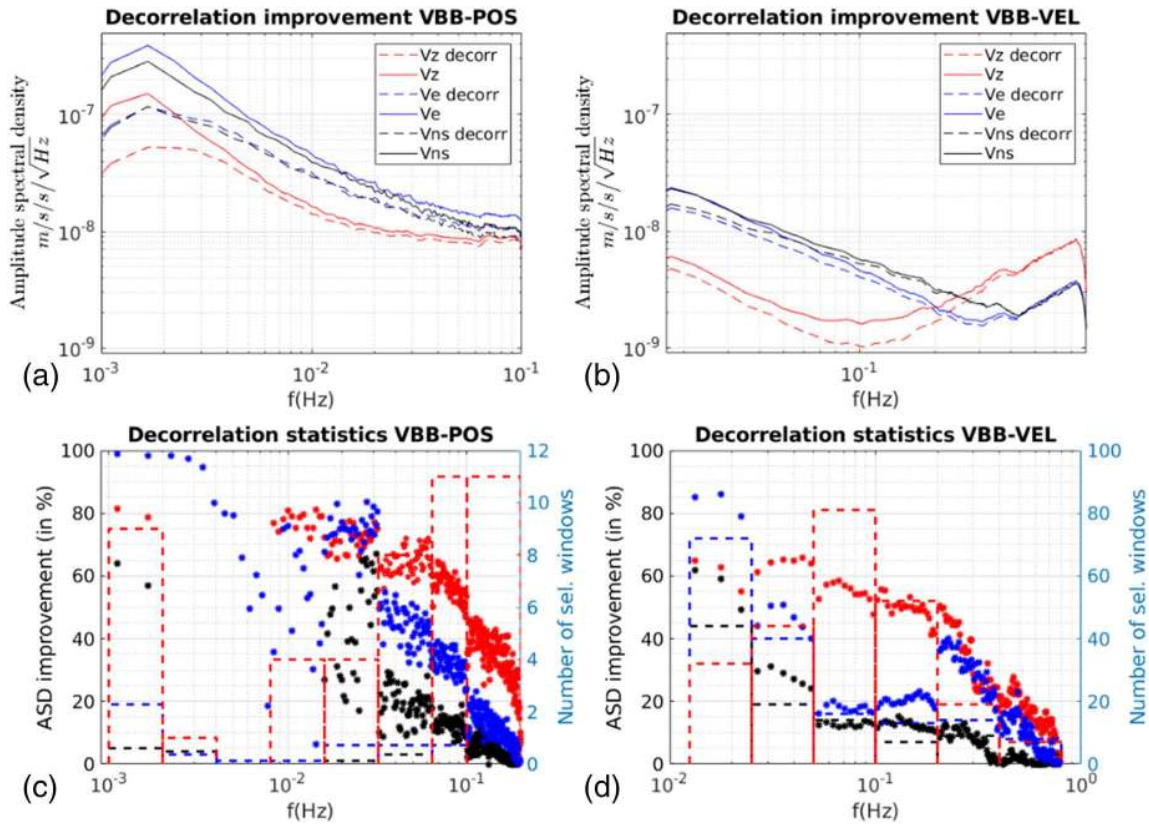 Decorrelation improvement VBB-POS
Amplitude spectral density
m/s/s/√Hz
10^-7
10^-8
10^-9
Vz decorr
Vz
Ve decorr
Ve
Vns decorr
Vns
10^-3
10^-2
10^-1
f(Hz)
(a)
Decorrelation improvement VBB-VEL
Amplitude spectral density
m/s/s/√Hz
10^-7
10^-8
10^-9
Vz decorr
Vz
Ve decorr
Ve
Vns decorr
Vns
10^-1
f(Hz)
(b)
Decorrelation statistics VBB-POS
ASD improvement (in %)
100
80
60
40
20
0
12
10
8
6
4
2
0
Number of sel. windows
10^-3
10^-2
10^-1
f(Hz)
(c)
Decorrelation statistics VBB-VEL
ASD improvement (in %)
100
80
60
40
20
0
100
80
60
40
20
0
Number of sel. windows
10^-2
10^-1
10^0
f(Hz)
(d)